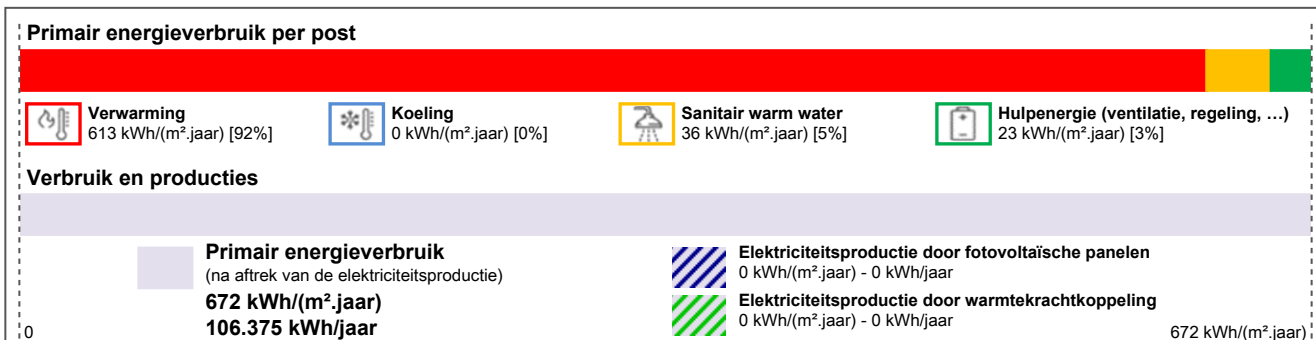 Primair energieverbruik per post
Verwarming
613 kWh/(m².jaar) [92%]
Koeling
0 kWh/(m².jaar) [0%]
Sanitair warm water
36 kWh/(m².jaar) [5%]
Hulpenergie (ventilatie, regeling, …)
23 kWh/(m².jaar) [3%]
Verbruik en producties
Primair energieverbruik
(na aftrek van de elektriciteitsproductie)
672 kWh/(m².jaar)
106.375 kWh/jaar
Elektriciteitsproductie door fotovoltaïsche panelen
0 kWh/(m².jaar) - 0 kWh/jaar
Elektriciteitsproductie door warmtekrachtkoppeling
0 kWh/(m².jaar) - 0 kWh/jaar
0
672 kWh/(m².jaar)